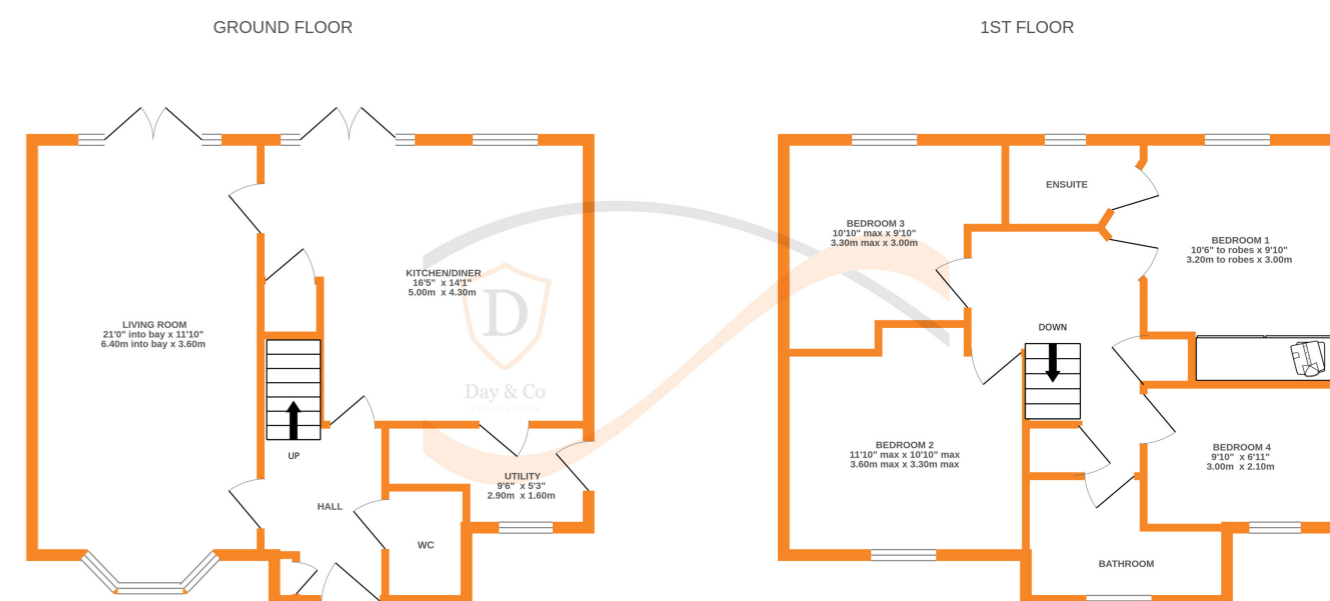 GROUND FLOOR
1ST FLOOR
LIVING ROOM
21'0" into bay x 11'10"
6.40m into bay x 3.60m
KITCHEN/DINER
16'5" x 14'1"
5.00m x 4.30m
D
Day & Co
ESTATE AGENTS
UP
HALL
WC
UTILITY
9'6" x 5'3"
2.90m x 1.60m
BEDROOM 3
10'10" max x 9'10"
3.30m max x 3.00m
ENSUITE
BEDROOM 1
10'6" to robes x 9'10"
3.20m to robes x 3.00m
DOWN
BEDROOM 2
11'10" max x 10'10" max
3.60m max x 3.30m max
BEDROOM 4
9'10" x 6'11"
3.00m x 2.10m
BATHROOM